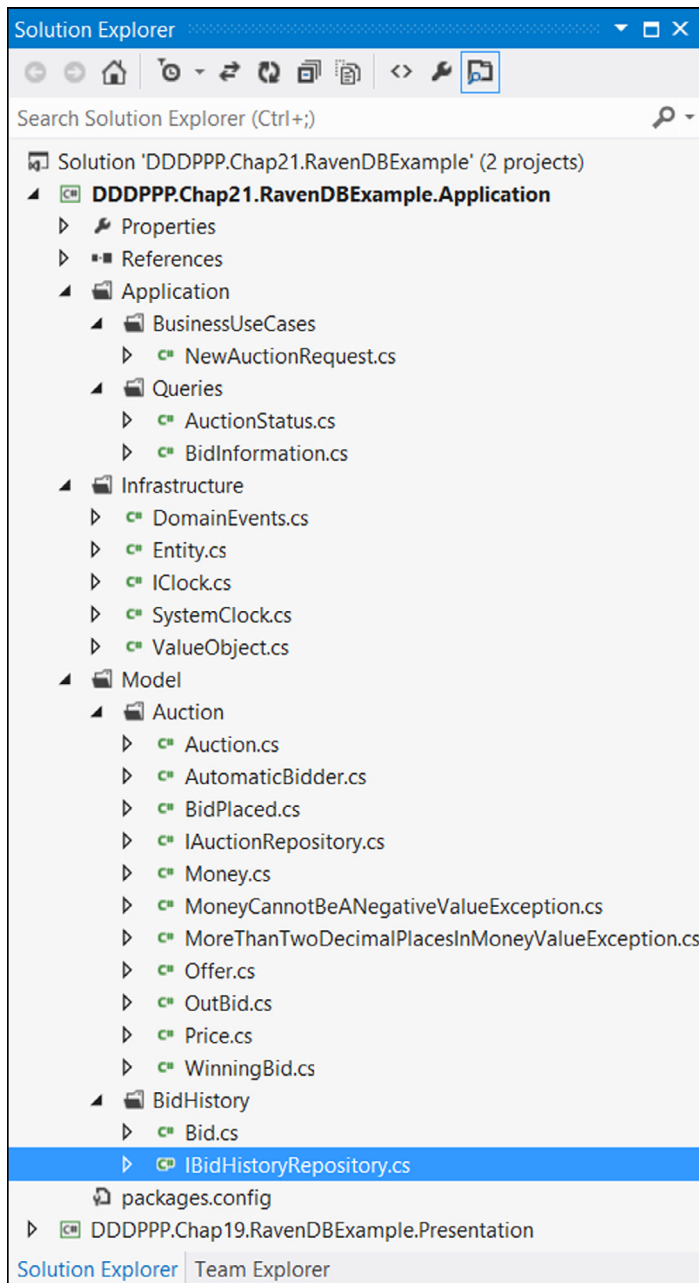 Solution Explorer
Search Solution Explorer (Ctrl+;)
Solution 'DDDPPP.Chap21.RavenDBExample' (2 projects)
C# DDDPPP.Chap21.RavenDBExample.Application
Properties
References
Application
BusinessUseCases
C# NewAuctionRequest.cs
Queries
C# AuctionStatus.cs
C# BidInformation.cs
Infrastructure
C# DomainEvents.cs
C# Entity.cs
C# IClock.cs
C# SystemClock.cs
C# ValueObject.cs
Model
Auction
C# Auction.cs
C# AutomaticBidder.cs
C# BidPlaced.cs
C# IAuctionRepository.cs
C# Money.cs
C# MoneyCannotBeANegativeValueException.cs
C# MoreThanTwoDecimalPlacesInMoneyValueException.cs
C# Offer.cs
C# OutBid.cs
C# Price.cs
C# WinningBid.cs
BidHistory
C# Bid.cs
C# IBidHistoryRepository.cs
packages.config
C# DDDPPP.Chap19.RavenDBExample.Presentation
Solution Explorer Team Explorer